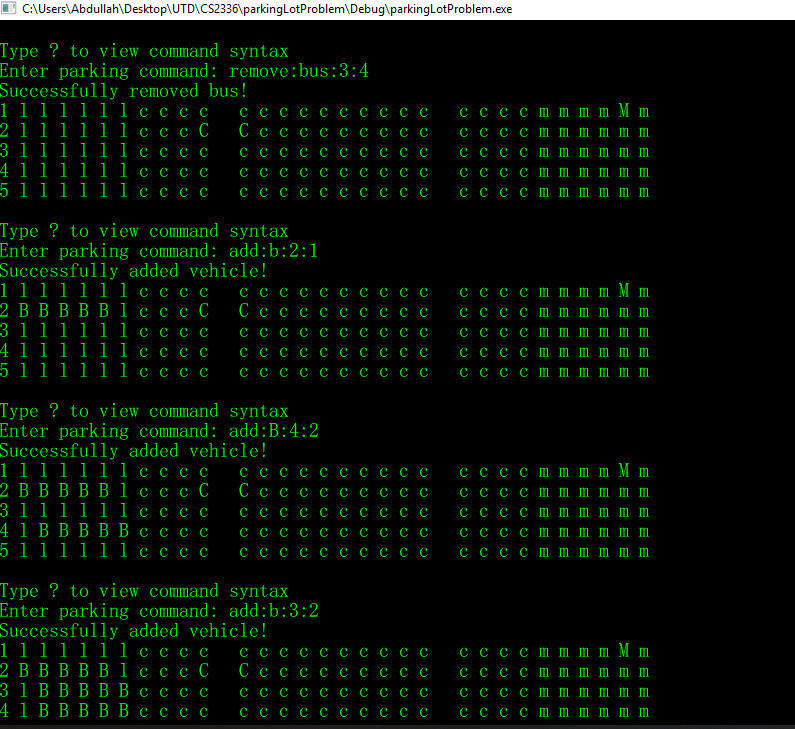 C:\Users\Abdullah\Desktop\UTD\CS2336\parkingLotProblem\Debug\parkingLotProblem.exe
Type ? to view command syntax
Enter parking command: remove:bus:3:4
Successfully removed bus!
1 l l l l l l c c c c   c c c c c c c c c c   c c c c m m m m M m
2 l l l l l l c c c C   C c c c c c c c c c   c c c c m m m m m m
3 l l l l l l c c c c   c c c c c c c c c c   c c c c m m m m m m
4 l l l l l l c c c c   c c c c c c c c c c   c c c c m m m m m m
5 l l l l l l c c c c   c c c c c c c c c c   c c c c m m m m m m
Type ? to view command syntax
Enter parking command: add:b:2:1
Successfully added vehicle!
1 l l l l l l c c c c   c c c c c c c c c c   c c c c m m m m M m
2 B B B B B l c c c C   C c c c c c c c c c   c c c c m m m m m m
3 l l l l l l c c c c   c c c c c c c c c c   c c c c m m m m m m
4 l l l l l l c c c c   c c c c c c c c c c   c c c c m m m m m m
5 l l l l l l c c c c   c c c c c c c c c c   c c c c m m m m m m
Type ? to view command syntax
Enter parking command: add:B:4:2
Successfully added vehicle!
1 l l l l l l c c c c   c c c c c c c c c c   c c c c m m m m M m
2 B B B B B l c c c C   C c c c c c c c c c   c c c c m m m m m m
3 l l l l l l c c c c   c c c c c c c c c c   c c c c m m m m m m
4 l B B B B B c c c c   c c c c c c c c c c   c c c c m m m m m m
5 l l l l l l c c c c   c c c c c c c c c c   c c c c m m m m m m
Type ? to view command syntax
Enter parking command: add:b:3:2
Successfully added vehicle!
1 l l l l l l c c c c   c c c c c c c c c c   c c c c m m m m M m
2 B B B B B l c c c C   C c c c c c c c c c   c c c c m m m m m m
3 l B B B B B c c c c   c c c c c c c c c c   c c c c m m m m m m
4 l B B B B B c c c c   c c c c c c c c c c   c c c c m m m m m m